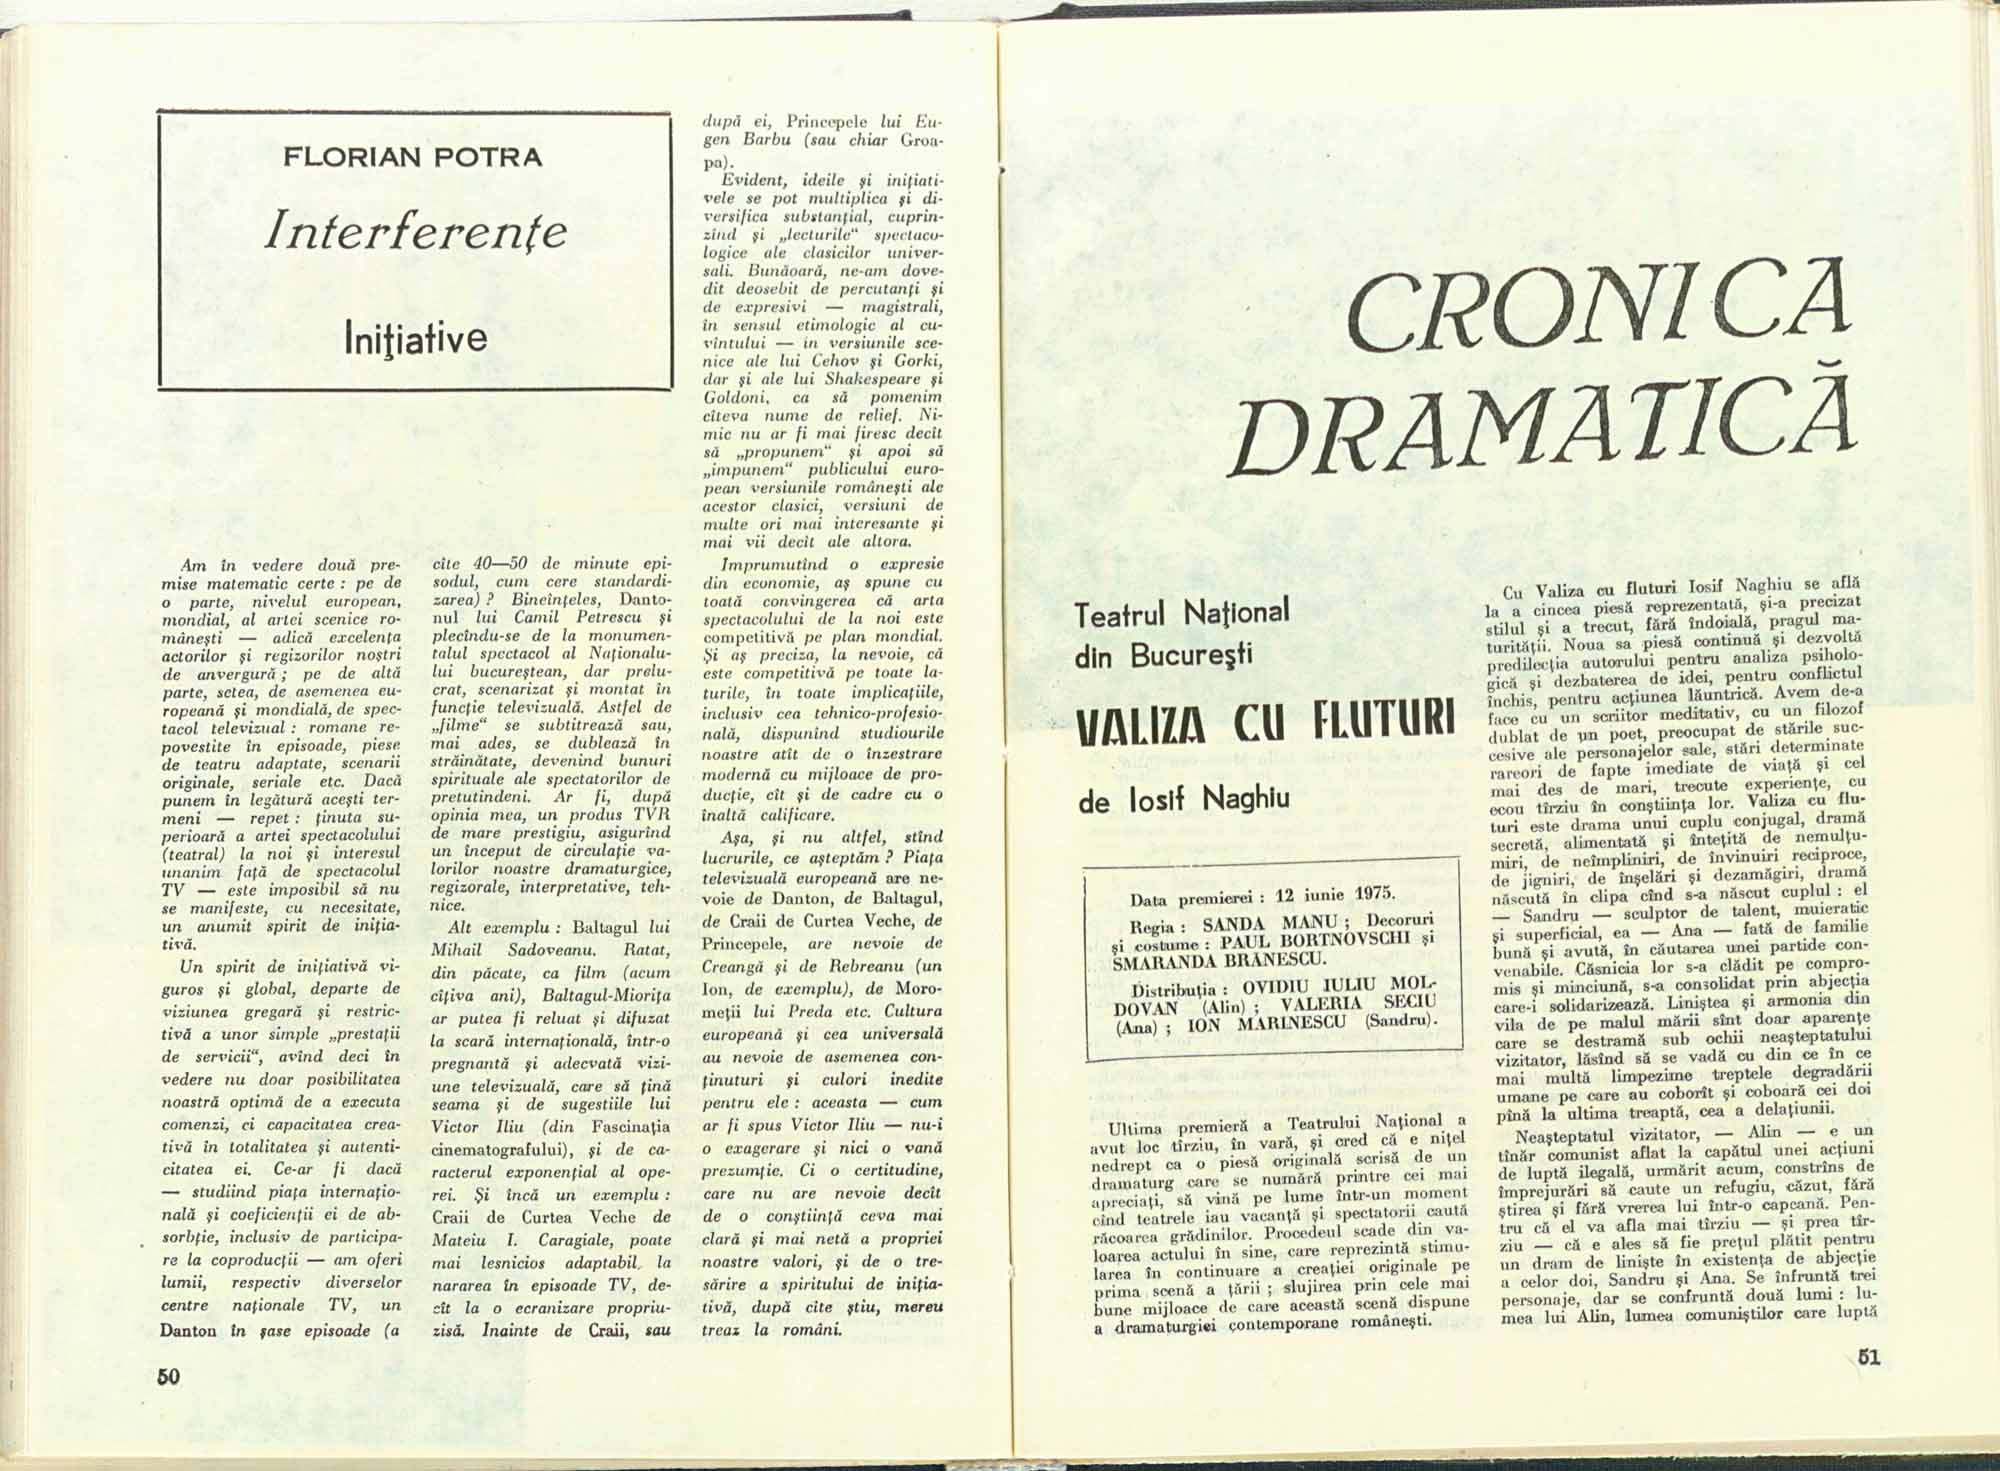 FLORIAN POTRA
Interferențe
Inițiative
Am în vedere două pre-
mise matematic certe : pe de
o parte, nivelul european,
mondial, al artei scenice ro-
mânești — adică excelența
actorilor și regizorilor noștri
de anvergură ; pe de altă
parte, setea, de asemenea eu-
ropeană și mondială, de spec-
tacol televizual : romane re-
povestite în episoade, piese
de teatru adaptate, scenarii
originale, seriale etc. Dacă
punem în legătură acești ter-
meni — repet : ținuta su-
perioară a artei spectacolului
(teatral) la noi și interesul
unanim față de spectacolul
TV — este imposibil să nu
se manifeste, cu necesitate,
un anumit spirit de iniția-
tivă.
Un spirit de inițiativă vi-
guros și global, departe de
viziunea gregară și restric-
tivă a unor simple „prestații
de servicii“, avînd deci în
vedere nu doar posibilitatea
noastră optimă de a executa
comenzi, ci capacitatea crea-
tivă în totalitatea și autenti-
citatea ei. Ce-ar fi dacă
— studiind piața internațio-
nală și coeficienții ei de ab-
sorbție, inclusiv de participa-
re la coproducții — am oferi
lumii, respectiv diverselor
centre naționale TV, un
Danton în șase episoade (a
cîte 40—50 de minute epi-
sodul, cum cere standardi-
zarea) ? Bineînțeles, Danto-
nul lui Camil Petrescu și
plecîndu-se de la monumen-
talul spectacol al Naționalu-
lui bucureștean, dar prelu-
crat, scenarizat și montat în
funcție televizuală. Astfel de
„filme“ se subtitrează sau,
mai ades, se dublează în
străinătate, devenind bunuri
spirituale ale spectatorilor de
pretutindeni. Ar fi, după
opinia mea, un produs TVR
de mare prestigiu, asigurînd
un început de circulație va-
lorilor noastre dramaturgice,
regizorale, interpretative, teh-
nice.
Alt exemplu : Baltagul lui
Mihail Sadoveanu. Ratat,
din păcate, ca film (acum
cîțiva ani), Baltagul-Miorița
ar putea fi reluat și difuzat
la scară internațională, într-o
pregnantă și adecvată vizi-
une televizuală, care să țină
seama și de sugestiile lui
Victor Iliu (din Fascinația
cinematografului), și de ca-
racterul exponențial al ope-
rei. Și încă un exemplu :
Craii de Curtea Veche de
Mateiu I. Caragiale, poate
mai lesnicios adaptabil, la
nararea în episoade TV, de-
cît la o ecranizare propriu-
zisă. Inainte de Craii, sau
după ei, Princepele lui Eu-
gen Barbu (sau chiar Groa-
pa).
Evident, ideile și inițiati-
vele se pot multiplica și di-
versifica substanțial, cuprin-
zînd și „lecturile“ spectaco-
logice ale clasicilor univer-
sali. Bunăoară, ne-am dove-
dit deosebit de percutanți și
de expresivi — magistrali,
în sensul etimologic al cu-
vîntului — in versiunile sce-
nice ale lui Cehov și Gorki,
dar și ale lui Shakespeare și
Goldoni, ca să pomenim
cîteva nume de relief. Ni-
mic nu ar fi mai firesc decît
să „propunem“ și apoi să
„impunem“ publicului euro-
pean versiunile românești ale
acestor clasici, versiuni de
multe ori mai interesante și
mai vii decît ale altora.
Imprumutînd o expresie
din economie, aș spune cu
toată convingerea că arta
spectacolului de la noi este
competitivă pe plan mondial.
Și aș preciza, la nevoie, că
este competitivă pe toate la-
turile, în toate implicațiile,
inclusiv cea tehnico-profesio-
nală, dispunînd studiourile
noastre atît de o înzestrare
modernă cu mijloace de pro-
ducție, cît și de cadre cu o
înaltă calificare.
Așa, și nu altfel, stînd
lucrurile, ce așteptăm ? Piața
televizuală europeană are ne-
voie de Danton, de Baltagul,
de Craii de Curtea Veche, de
Princepele, are nevoie de
Creangă și de Rebreanu (un
Ion, de exemplu), de Moro-
meții lui Preda etc. Cultura
europeană și cea universală
au nevoie de asemenea con-
ținuturi și culori inedite
pentru ele : aceasta — cum
ar fi spus Victor Iliu — nu-i
o exagerare și nici o vană
prezumție. Ci o certitudine,
care nu are nevoie decît
de o conștiință ceva mai
clară și mai netă a propriei
noastre valori, și de o tre-
sărire a spiritului de iniția-
tivă, după cîte știu, mereu
treaz la români.
50
CRONICA
DRAMATICĂ
Teatrul Național
din București
VALIZA CU FLUTURI
de Iosif Naghiu
Data premierei : 12 iunie 1975.
Regia : SANDA MANU ; Decoruri
și costume : PAUL BORTNOVSCHI și
SMARANDA BRĂNESCU.
Distribuția : OVIDIU IULIU MOL-
DOVAN (Alin) ; VALERIA SECIU
(Ana) ; ION MARINESCU (Sandru).
Ultima premieră a Teatrului Național a
avut loc tîrziu, în vară, și cred că e nițel
nedrept ca o piesă originală scrisă de un
dramaturg care se numără printre cei mai
apreciați, să vină pe lume într-un moment
cînd teatrele iau vacanță și spectatorii caută
răcoarea grădinilor. Procedeul scade din va-
loarea actului în sine, care reprezintă stimu-
larea în continuare a creației originale pe
prima scenă a țării ; slujirea prin cele mai
bune mijloace de care această scenă dispune
a dramaturgiei contemporane românești.
Cu Valiza cu fluturi Iosif Naghiu se află
la a cincea piesă reprezentată, și-a precizat
stilul și a trecut, fără îndoială, pragul ma-
turității. Noua sa piesă continuă și dezvoltă
predilecția autorului pentru analiza psiholo-
gică și dezbaterea de idei, pentru conflictul
închis, pentru acțiunea lăuntrică. Avem de-a
face cu un scriitor meditativ, cu un filozof
dublat de un poet, preocupat de stările suc-
cesive ale personajelor sale, stări determinate
rareori de fapte imediate de viață și cel
mai des de mari, trecute experiențe, cu
ecou tîrziu în conștiința lor. Valiza cu flu-
turi este drama unui cuplu conjugal, dramă
secretă, alimentată și întețită de nemulțu-
miri, de neîmpliniri, de învinuiri reciproce,
de jigniri, de înșelări și dezamăgiri, dramă
născută în clipa cînd s-a născut cuplul : el
— Sandru — sculptor de talent, muieratic
și superficial, ea — Ana — fată de familie
bună și avută, în căutarea unei partide con-
venabile. Căsnicia lor s-a clădit pe compro-
mis și minciună, s-a consolidat prin abjecția
care-i solidarizează. Liniștea și armonia din
vila de pe malul mării sînt doar aparențe
care se destramă sub ochii neașteptatului
vizitator, lăsînd să se vadă cu din ce în ce
mai multă limpezime treptele degradării
umane pe care au coborît și coboară cei doi
pînă la ultima treaptă, cea a delațiunii.
Neașteptatul vizitator, — Alin — e un
tînăr comunist aflat la capătul unei acțiuni
de luptă ilegală, urmărit acum, constrîns de
împrejurări să caute un refugiu, căzut, fără
știrea și fără vrerea lui într-o capcană. Pen-
tru că el va afla mai tîrziu — și prea tîr-
ziu — că e ales să fie prețul plătit pentru
un dram de liniște în existența de abjecție
a celor doi, Sandru și Ana. Se înfruntă trei
personaje, dar se confruntă două lumi : lu-
mea lui Alin, lumea comuniștilor care luptă
51